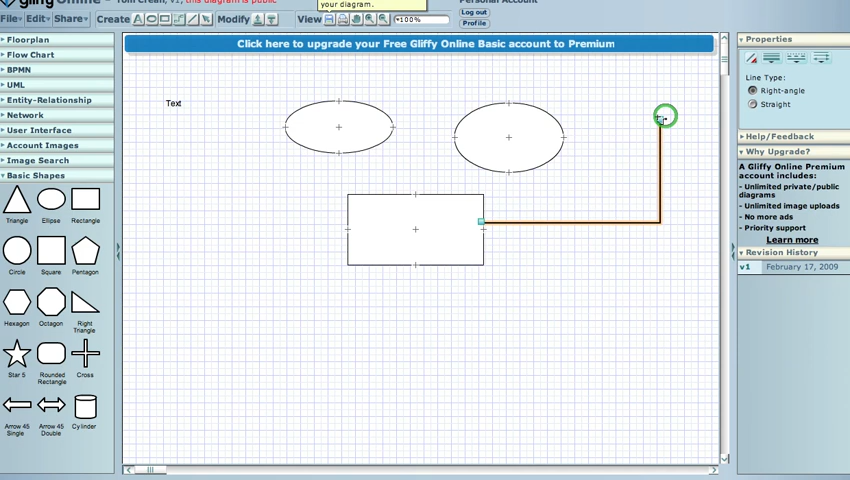 your diagram.
gliffy Online
Tom Crean, v1, this diagram is public
Personal Account
File Edit Share Create Modify View 100% Log out
Profile
Click here to upgrade your Free Gliffy Online Basic account to Premium
Floorplan
Flow Chart
BPMN
UML
Entity-Relationship
Network
User Interface
Account Images
Image Search
Basic Shapes
Triangle Ellipse Rectangle
Circle Square Pentagon
Hexagon Octagon Right Triangle
Star 5 Rounded Rectangle Cross
Arrow 45 Single Arrow 45 Double Cylinder
Text
Properties
Line Type:
Right-angle
Straight
Help/Feedback
Why Upgrade?
A Gliffy Online Premium
account includes:
- Unlimited private/public
diagrams
- Unlimited image uploads
- No more ads
- Priority support
Learn more
Revision History
v1 February 17, 2009